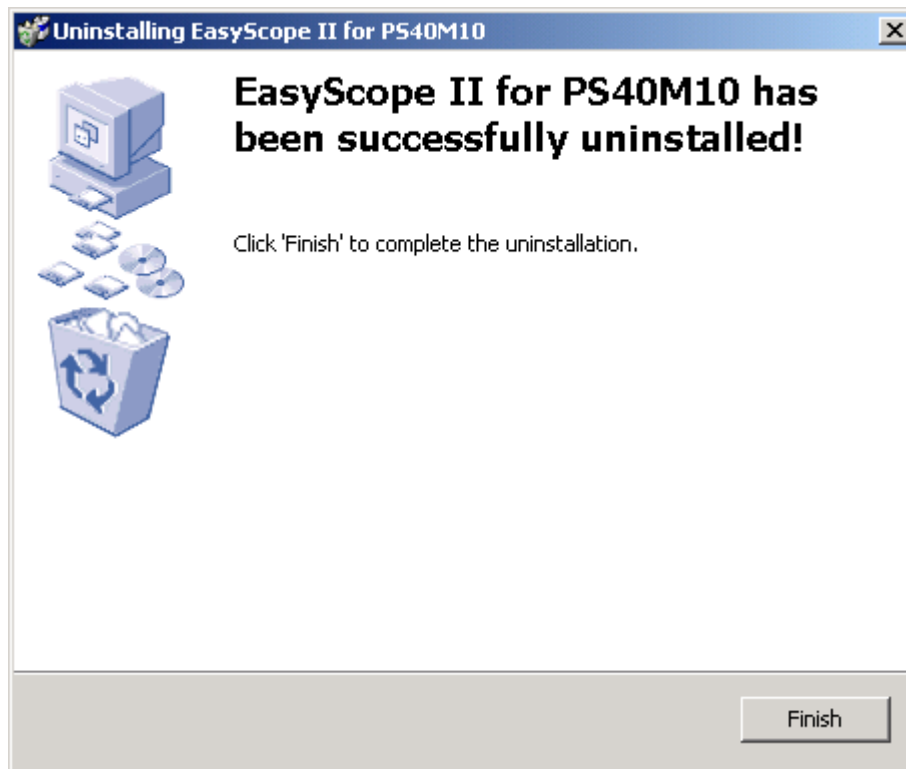 Uninstalling EasyScope II for PS40M10
EasyScope II for PS40M10 has
been successfully uninstalled!
Click 'Finish' to complete the uninstallation.
Finish